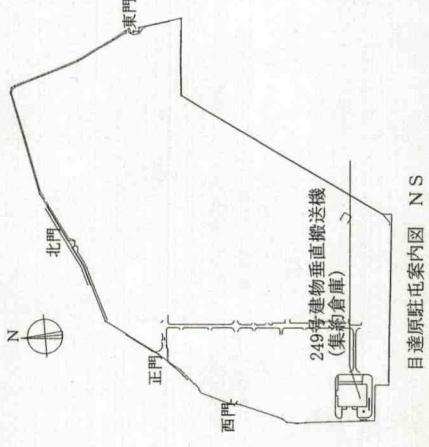 N
東門
北門
正門
西門
249号建物垂直搬送機
(集約倉庫)
目達原駐屯案内図 NS